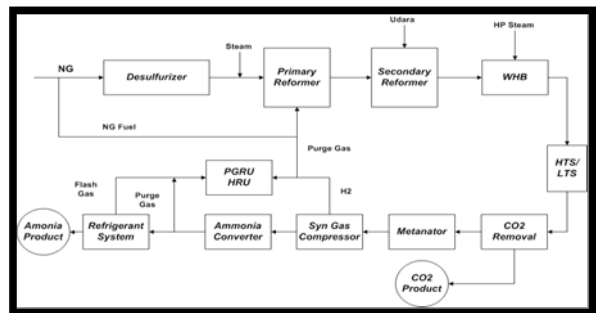 Udara
HP Steam
Steam
NG
Desulfurizer
Primary
Reformer
Secondary
Reformer
WHB
NG Fuel
Purge Gas
HTS/
LTS
Flash
Gas
Purge
Gas
PGRU
HRU
H2
Amonia
Product
Refrigerant
System
Ammonia
Converter
Syn Gas
Compressor
Metanator
CO2
Removal
CO2
Product